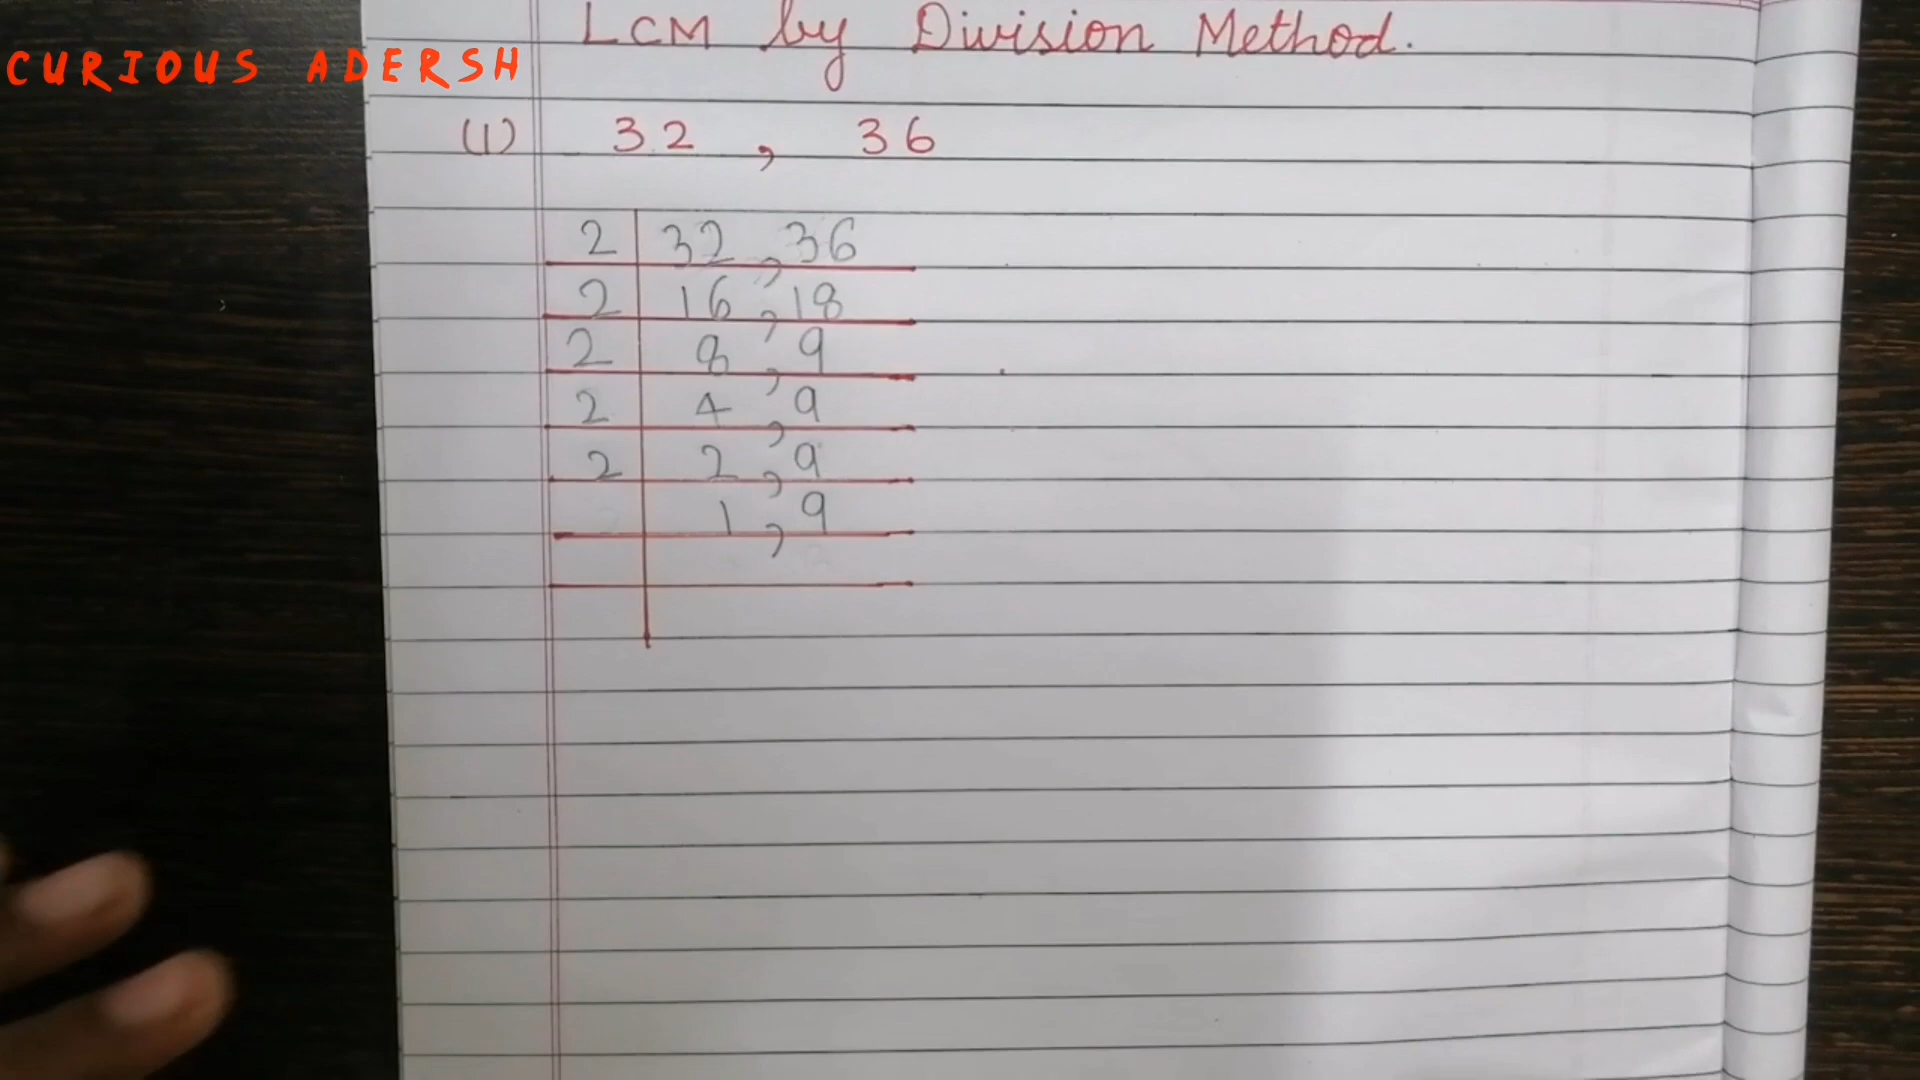 LCM by Division Method.
CURIOUS ADERSH
(1) 32 , 36
2 32 , 36
2 16 , 18
2 8 , 9
2 4 , 9
2 2 , 9
1 , 9